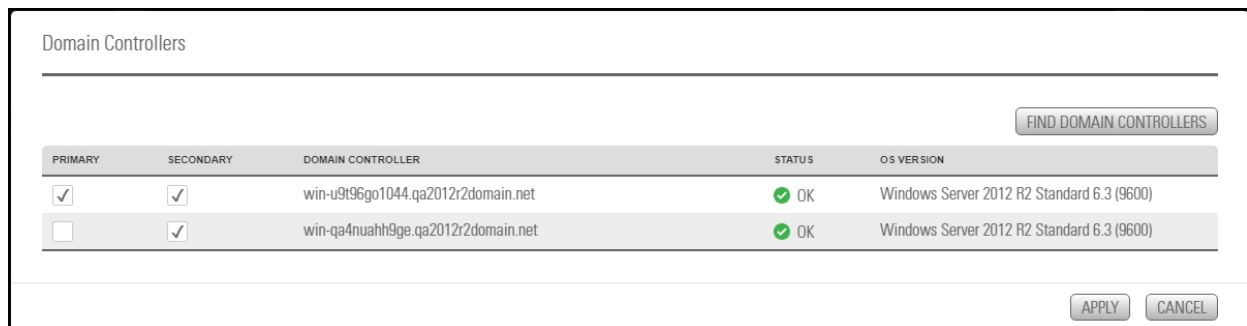 Domain Controllers
FIND DOMAIN CONTROLLERS
PRIMARY SECONDARY DOMAIN CONTROLLER STATUS OS VERSION
win-u9t96go1044.qa2012r2domain.net OK Windows Server 2012 R2 Standard 6.3 (9600)
win-qa4nuahh9ge.qa2012r2domain.net OK Windows Server 2012 R2 Standard 6.3 (9600)
APPLY CANCEL